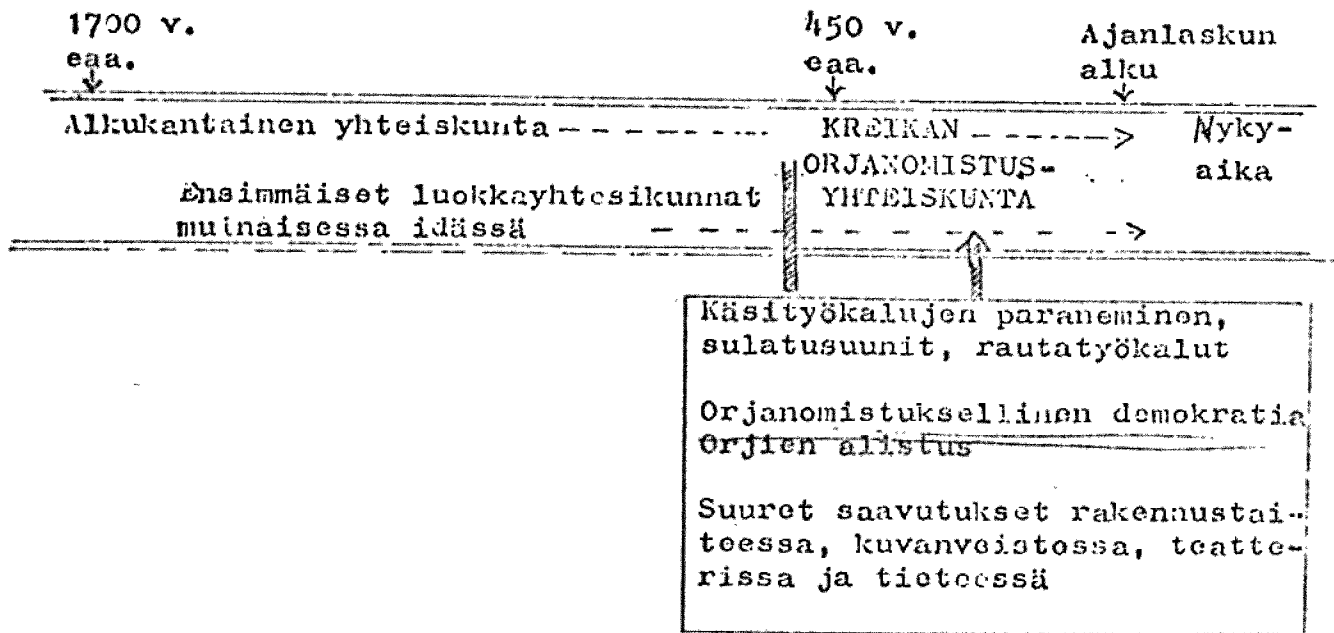 1700 v.
eaa.
450 v.
eaa.
Ajanlaskun
alku
Alkukantainen yhteiskunta
KREIKAN
ORJANOMISTUS-
YHTEISKUNTA
Nyky-
aika
Ensimmäiset luokkayhtesikunnat
muinaisessa idässä
Käsityökalujen paraneminen,
sulatusuunit, rautatyökalut
Orjanomistuksellinen demokratia
Orjien alistus
Suuret saavutukset rakennustai-
teessa, kuvanveistossa, teatte-
rissa ja tieteessä